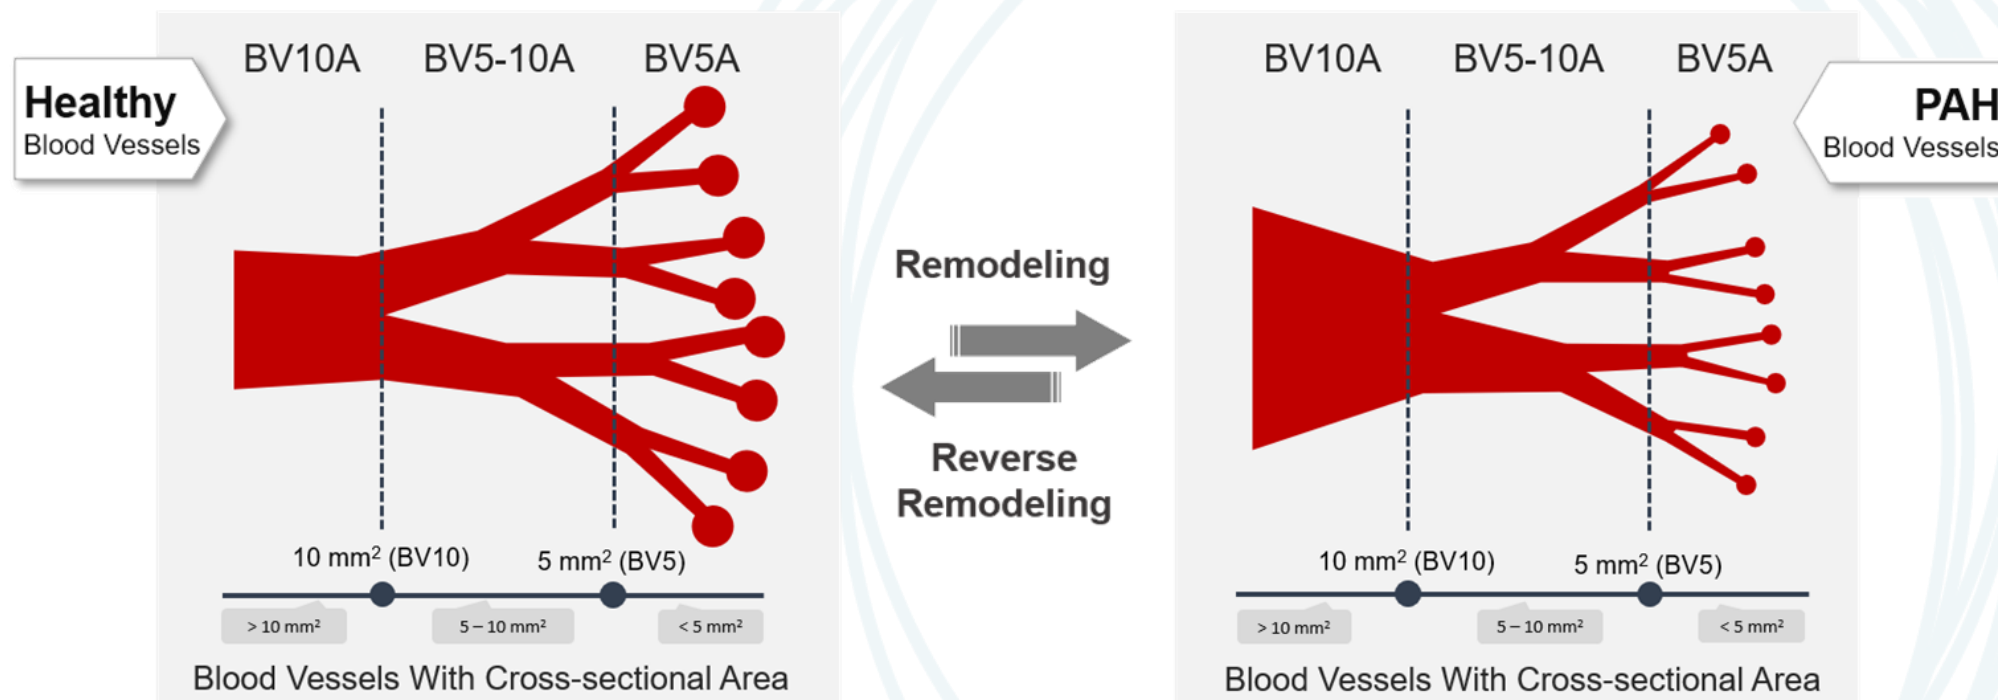 Healthy
Blood Vessels
BV10A BV5-10A BV5A
10 mm² (BV10) 5 mm² (BV5)
> 10 mm² 5 – 10 mm² < 5 mm²
Blood Vessels With Cross-sectional Area
Remodeling
Reverse
Remodeling
BV10A BV5-10A BV5A
PAH
Blood Vessels
10 mm² (BV10) 5 mm² (BV5)
> 10 mm² 5 – 10 mm² < 5 mm²
Blood Vessels With Cross-sectional Area